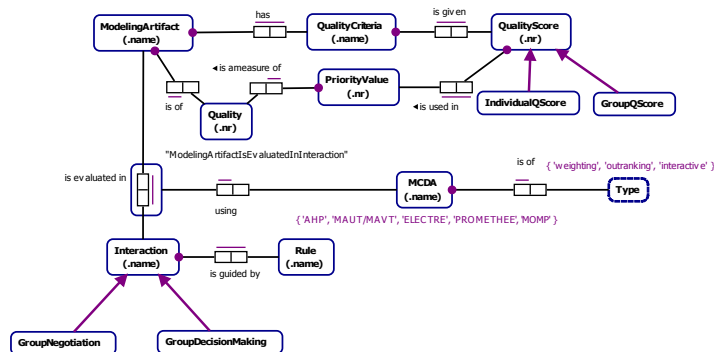 has
is given
ModelingArtifact
(.name)
QualityCriteria
(.name)
QualityScore
(.nr)
◄is ameasure of
PriorityValue
(.nr)
is of
Quality
(.nr)
◄is used in
IndividualQScore
GroupQScore
"ModelingArtifactIsEvaluatedInInteraction"
is evaluated in
using
MCDA
(.name)
is of
{ 'weighting', 'outranking', 'interactive' }
Type
{ 'AHP', 'MAUT/MAVT', 'ELECTRE', 'PROMETHEE', 'MOMP' }
Interaction
(.name)
is guided by
Rule
(.name)
GroupNegotiation
GroupDecisionMaking